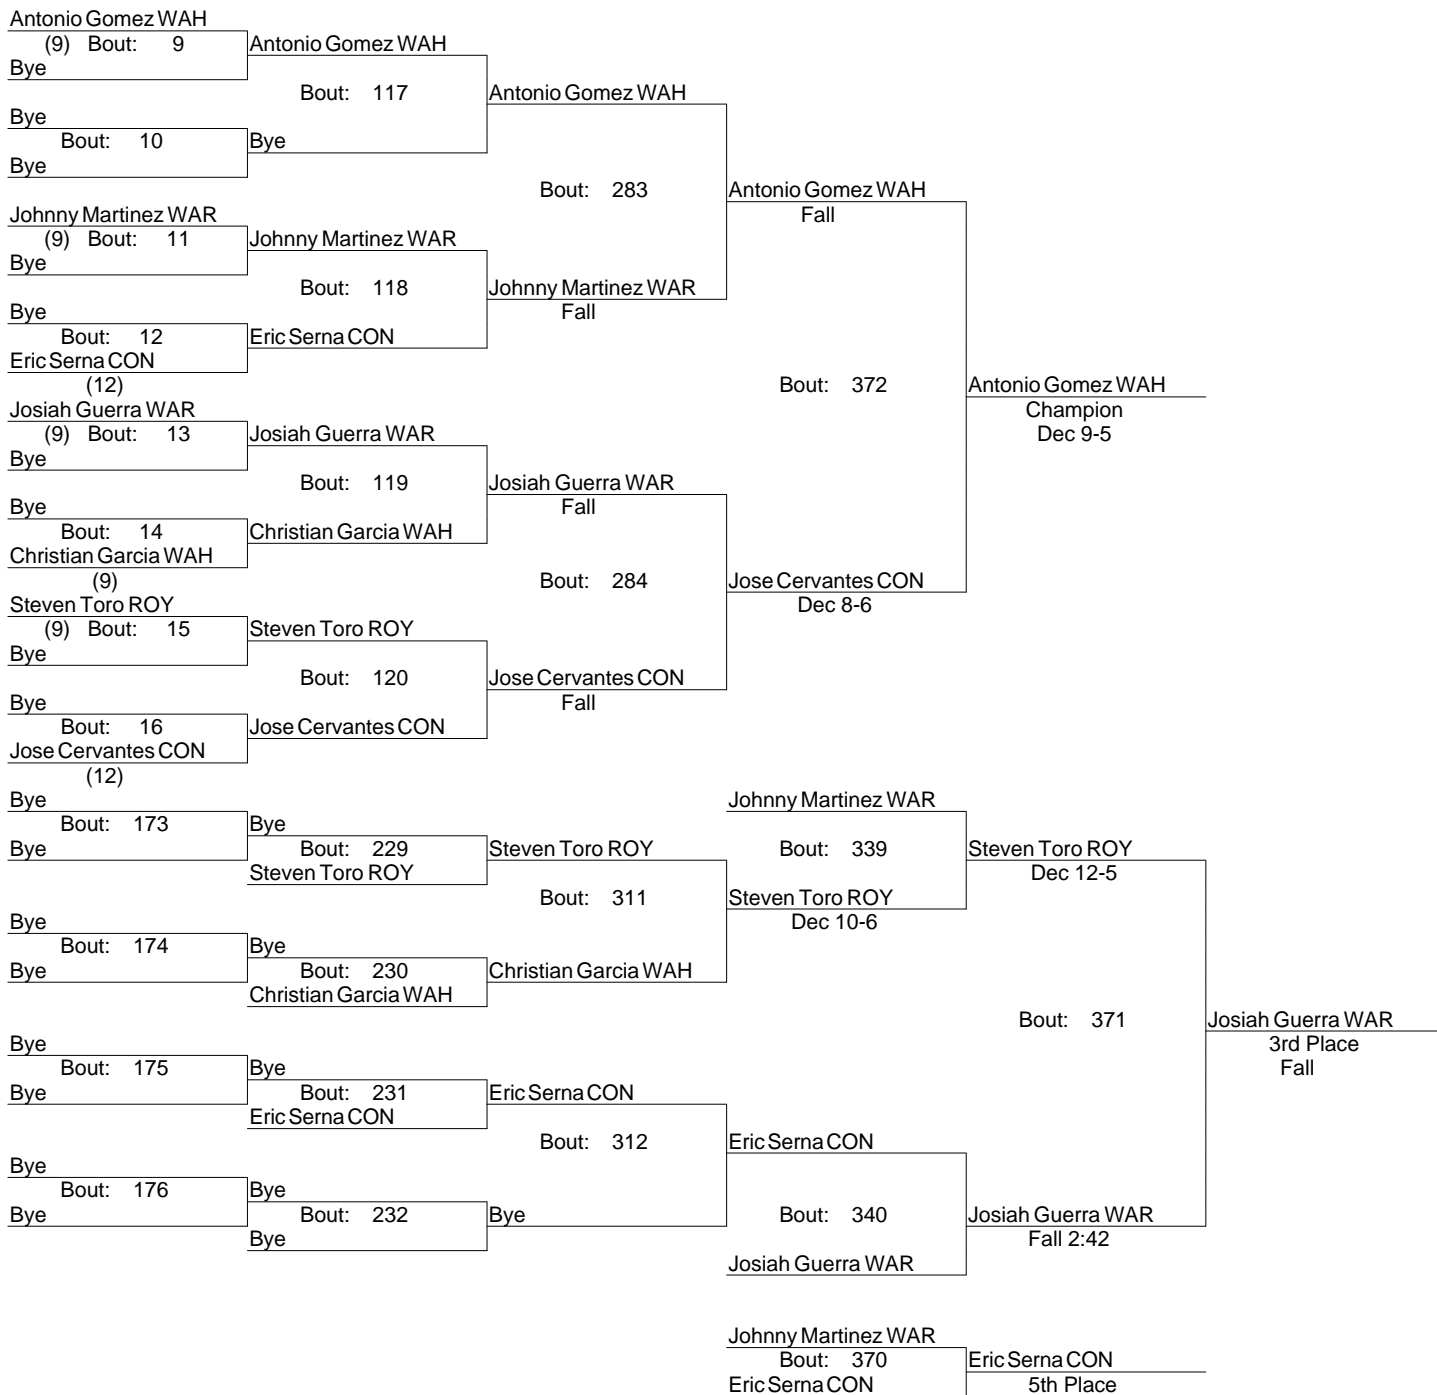 Antonio Gomez WAH
(9) Bout: 9 Antonio Gomez WAH
Bye
Bout: 117 Antonio Gomez WAH
Bye
Bout: 10 Bye
Bye
Bout: 283 Antonio Gomez WAH
Johnny Martinez WAR Fall
(9) Bout: 11 Johnny Martinez WAR
Bye
Bout: 118 Johnny Martinez WAR
Bye Fall
Bout: 12 Eric Serna CON
Eric Serna CON
(12) Bout: 372 Antonio Gomez WAH
Josiah Guerra WAR Champion
(9) Bout: 13 Josiah Guerra WAR Dec 9-5
Bye
Bout: 119 Josiah Guerra WAR
Bye Fall
Bout: 14 Christian Garcia WAH
Christian Garcia WAH
(9) Bout: 284 Jose Cervantes CON
Steven Toro ROY Dec 8-6
(9) Bout: 15 Steven Toro ROY
Bye
Bout: 120 Jose Cervantes CON
Bye Fall
Bout: 16 Jose Cervantes CON
Jose Cervantes CON
(12)
Bye Johnny Martinez WAR
Bout: 173 Bye
Bye Bout: 229 Steven Toro ROY Bout: 339 Steven Toro ROY
Steven Toro ROY Dec 12-5
Bout: 311 Steven Toro ROY
Bye Dec 10-6
Bout: 174 Bye
Bye Bout: 230 Christian Garcia WAH
Christian Garcia WAH
Bout: 371 Josiah Guerra WAR
Bye 3rd Place
Bout: 175 Bye Fall
Bye Bout: 231 Eric Serna CON
Eric Serna CON
Bout: 312 Eric Serna CON
Bye
Bout: 176 Bye
Bye Bout: 232 Bye Bout: 340 Josiah Guerra WAR
Bye Fall 2:42
Josiah Guerra WAR
Johnny Martinez WAR
Bout: 370 Eric Serna CON
Eric Serna CON 5th Place